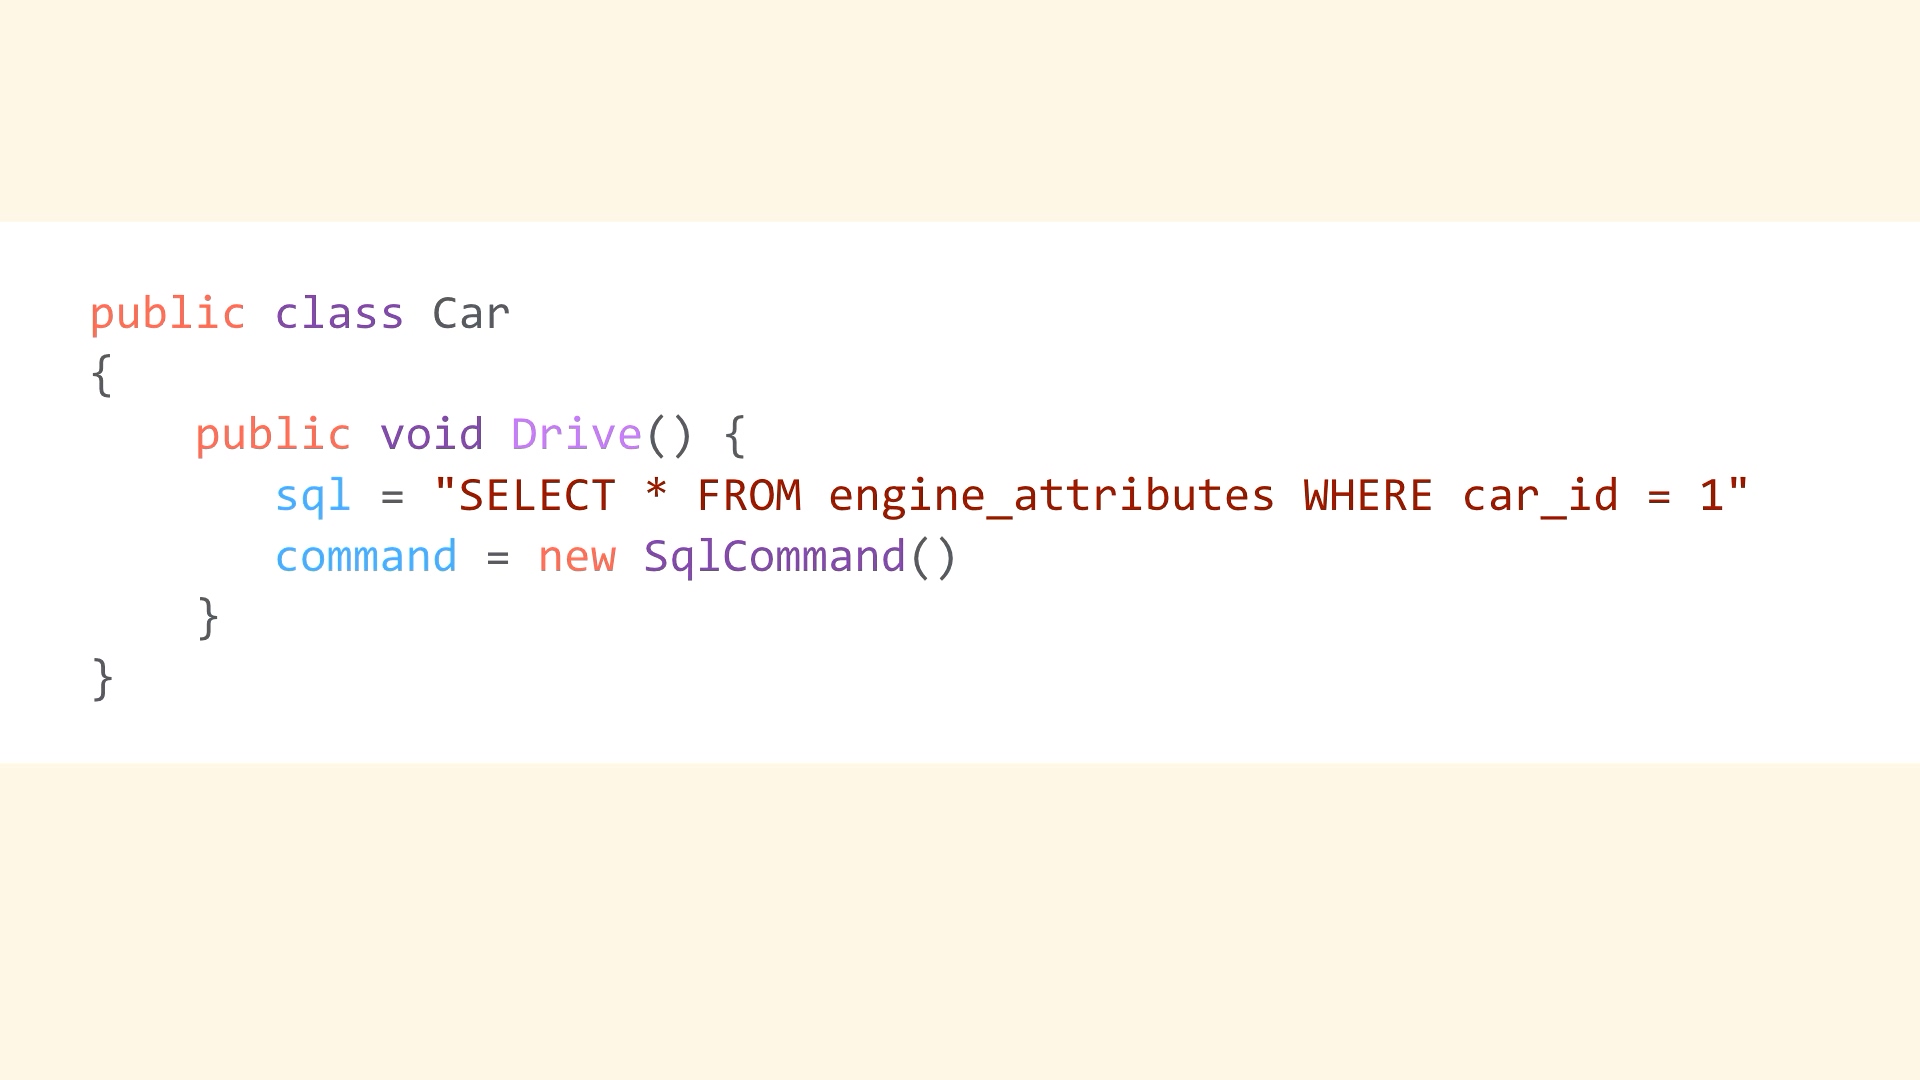 public class Car
{
    public void Drive() {
       sql = "SELECT * FROM engine_attributes WHERE car_id = 1"
       command = new SqlCommand()
    }
}